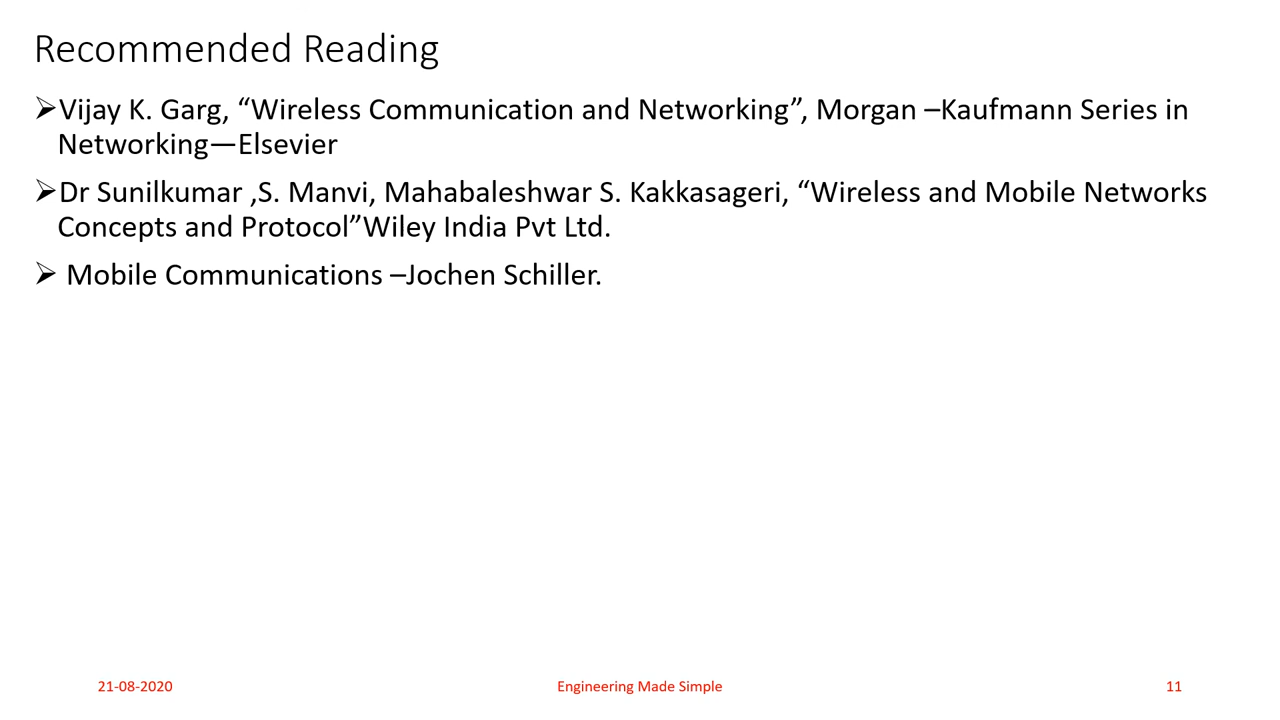 Recommended Reading
➢Vijay K. Garg, “Wireless Communication and Networking”, Morgan –Kaufmann Series in
Networking—Elsevier
➢Dr Sunilkumar ,S. Manvi, Mahabaleshwar S. Kakkasageri, “Wireless and Mobile Networks
Concepts and Protocol”Wiley India Pvt Ltd.
➢ Mobile Communications –Jochen Schiller.
21-08-2020 Engineering Made Simple 11